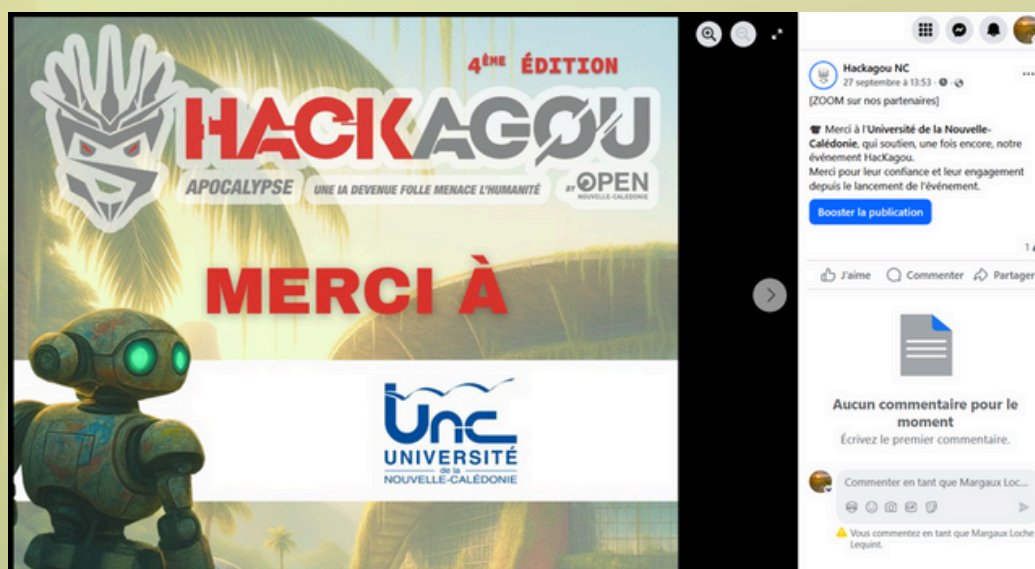 4ÈME ÉDITION
HACKAGOU
APOCALYPSE UNE IA DEVENUE FOLLE MENACE L'HUMANITÉ BY OPEN
NOUVELLE-CALÉDONIE
MERCI À
Unc
UNIVERSITÉ
de la
NOUVELLE-CALÉDONIE
Hackagou NC
27 septembre à 13:53
[ZOOM sur nos partenaires]
Merci à l'Université de la Nouvelle-
Calédonie, qui soutien, une fois encore, notre
événement HacKagou.
Merci pour leur confiance et leur engagement
depuis le lancement de l'événement.
Booster la publication
1
J'aime Commenter Partager
Aucun commentaire pour le
moment
Écrivez le premier commentaire.
Commenter en tant que Margaux Loc...
Vous commentez en tant que Margaux Loche
Lequint.